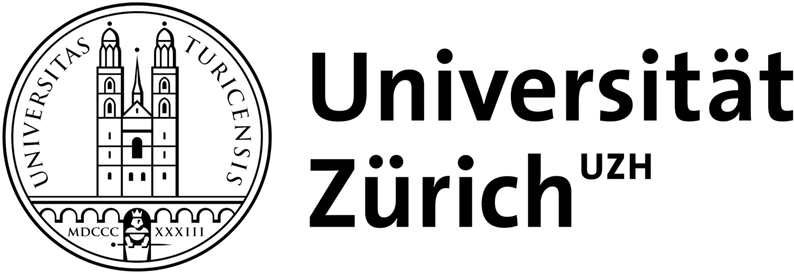 UNIVERSITAS TURICENSIS
MDCCC XXXIII
Universität
Zürich UZH